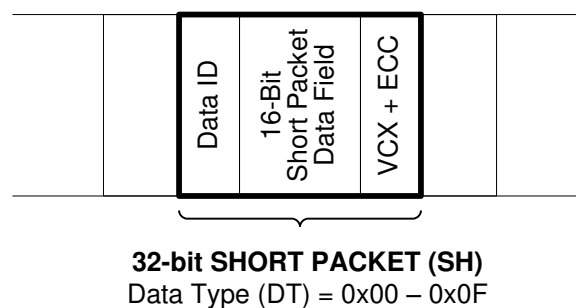 Data ID
16-Bit
Short Packet
Data Field
VCX + ECC
32-bit SHORT PACKET (SH)
Data Type (DT) = 0x00 – 0x0F